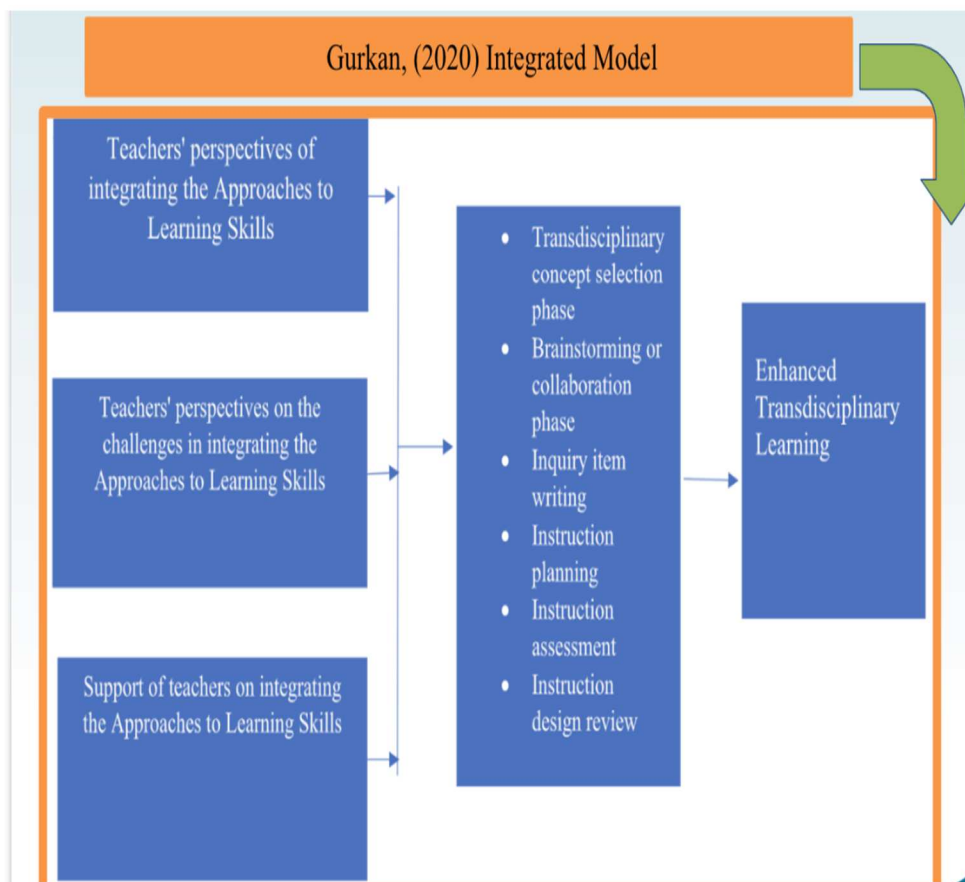 Gurkan, (2020) Integrated Model
Teachers' perspectives of
integrating the Approaches to
Learning Skills
Teachers' perspectives on the
challenges in integrating the
Approaches to Learning Skills
Support of teachers on integrating
the Approaches to Learning Skills
• Transdisciplinary
concept selection
phase
• Brainstorming or
collaboration
phase
• Inquiry item
writing
• Instruction
planning
• Instruction
assessment
• Instruction
design review
Enhanced
Transdisciplinary
Learning